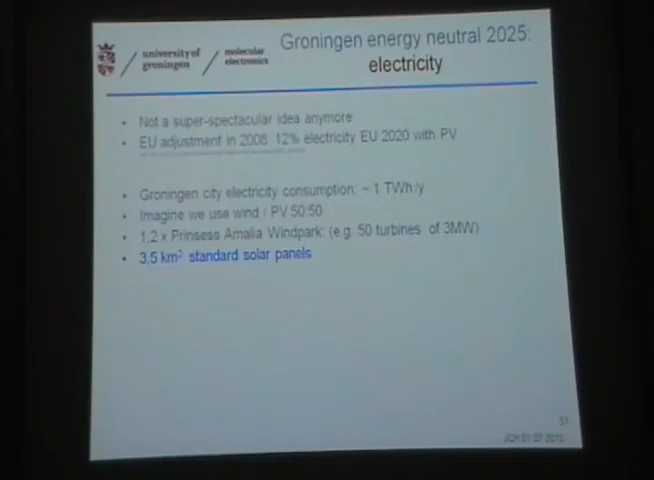 university of groningen
molecular electronics
Groningen energy neutral 2025:
electricity
• Not a super-spectacular idea anymore
• EU adjustment in 2008: 12% electricity EU 2020 with PV
• Groningen city electricity consumption: ~ 1 TWh/y
• Imagine we use wind / PV 50:50
• 1,2 x Prinsess Amalia Windpark: (e.g. 50 turbines of 3MW)
• 3,5 km² standard solar panels
51